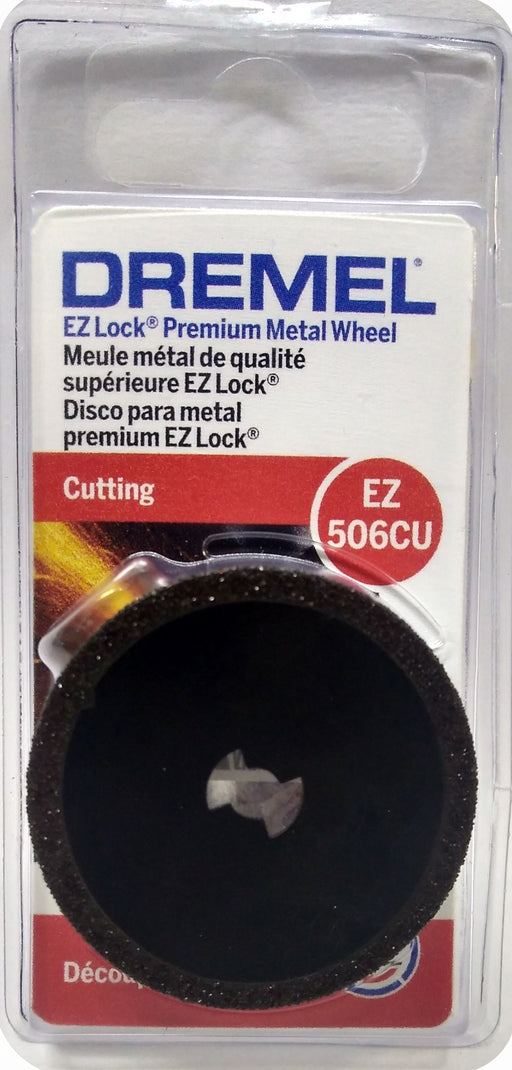 DREMEL®
EZ Lock® Premium Metal Wheel
Meule métal de qualité
supérieure EZ Lock®
Disco para metal
premium EZ Lock®
Cutting
EZ
506CU